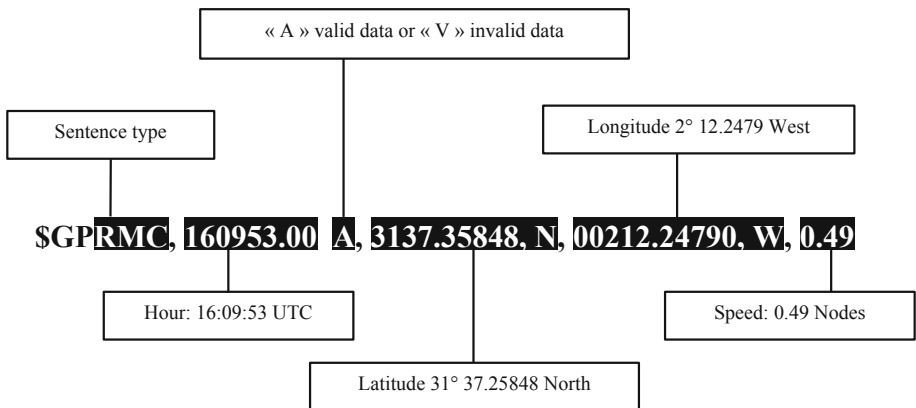 « A » valid data or « V » invalid data
Sentence type
Longitude 2° 12.2479 West
$GPRMC, 160953.00 A, 3137.35848, N, 00212.24790, W, 0.49
Hour: 16:09:53 UTC
Speed: 0.49 Nodes
Latitude 31° 37.25848 North